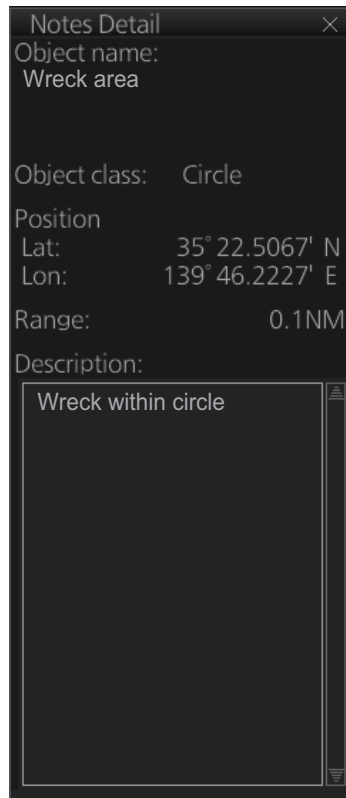 Notes Detail
Object name:
Wreck area
Object class: Circle
Position
Lat: 35° 22.5067' N
Lon: 139° 46.2227' E
Range: 0.1NM
Description:
Wreck within circle